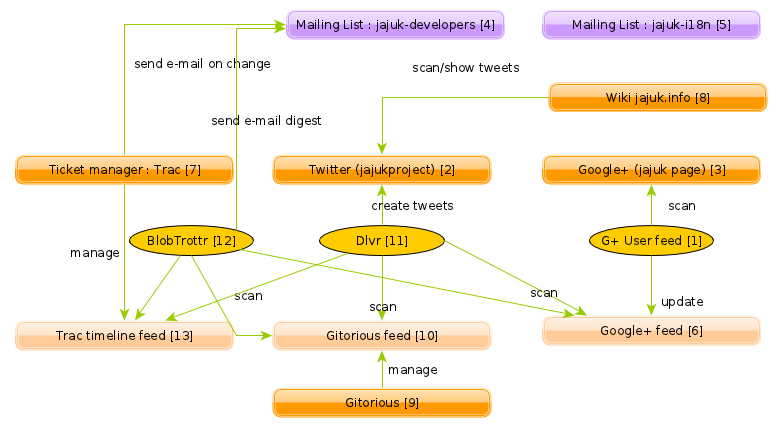 Mailing List : jajuk-developers [4]
Mailing List : jajuk-i18n [5]
send e-mail on change
scan/show tweets
Wiki jajuk.info [8]
send e-mail digest
Ticket manager : Trac [7]
Twitter (jajukproject) [2]
Google+ (jajuk page) [3]
create tweets
scan
BlobTrottr [12]
Dlvr [11]
G+ User feed [1]
manage
scan
scan
scan
update
Trac timeline feed [13]
Gitorious feed [10]
Google+ feed [6]
manage
Gitorious [9]